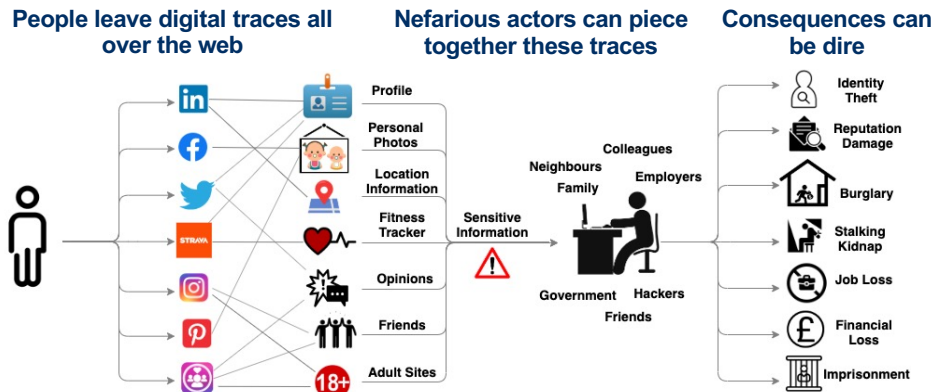 People leave digital traces all
over the web
Nefarious actors can piece
together these traces
Consequences can
be dire
in
f
STRAVA
P
Profile
Personal
Photos
Location
Information
Fitness
Tracker
Opinions
Friends
18+
Adult Sites
Sensitive
Information
!
Colleagues
Neighbours
Employers
Family
Government
Hackers
Friends
Identity
Theft
Reputation
Damage
Burglary
Stalking
Kidnap
Job Loss
£
Financial
Loss
Imprisonment